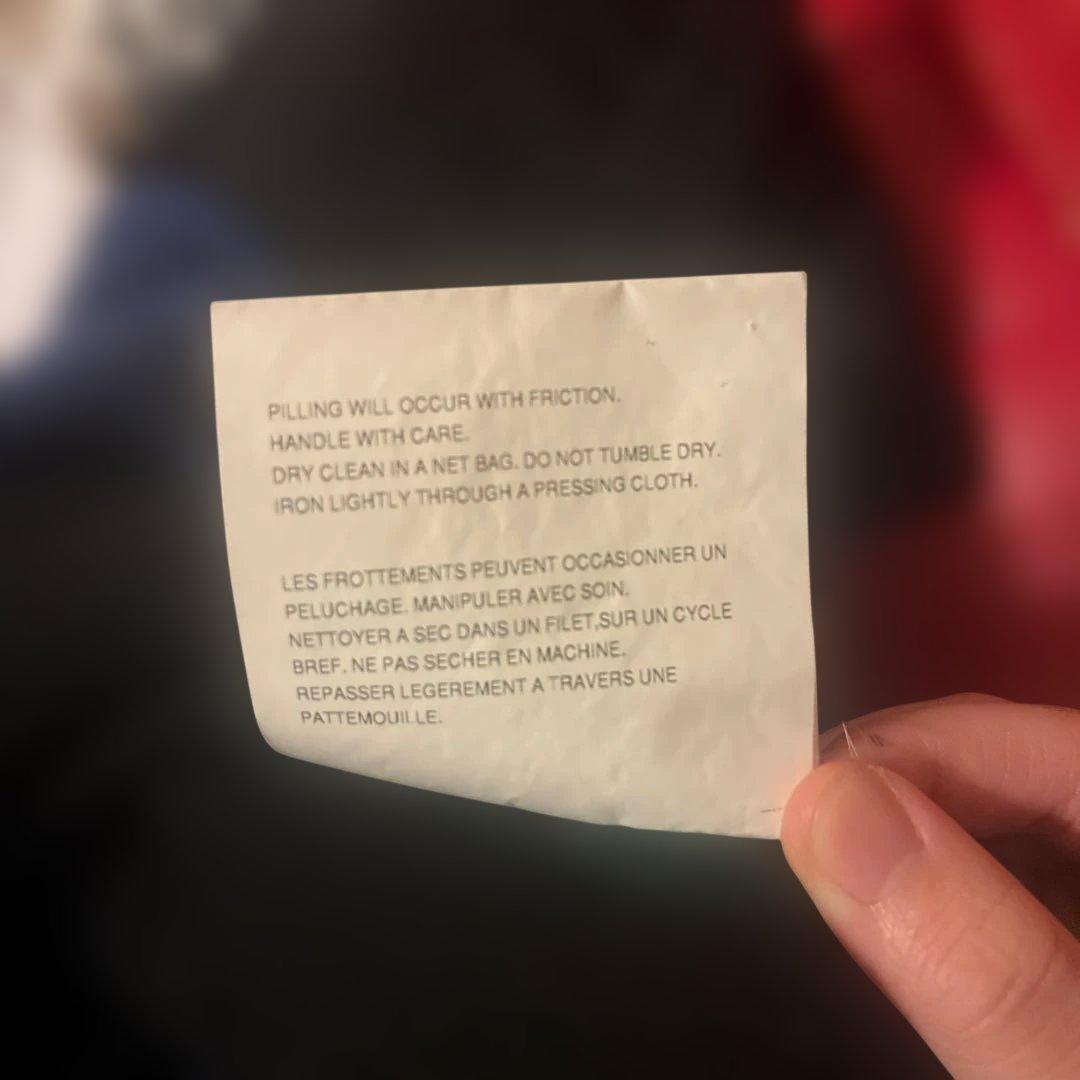 PILLING WILL OCCUR WITH FRICTION.
HANDLE WITH CARE.
DRY CLEAN IN A NET BAG. DO NOT TUMBLE DRY.
IRON LIGHTLY THROUGH A PRESSING CLOTH.
LES FROTTEMENTS PEUVENT OCCASIONNER UN
PELUCHAGE. MANIPULER AVEC SOIN.
NETTOYER A SEC DANS UN FILET,SUR UN CYCLE
BREF. NE PAS SECHER EN MACHINE.
REPASSER LEGEREMENT A TRAVERS UNE
PATTEMOUILLE.